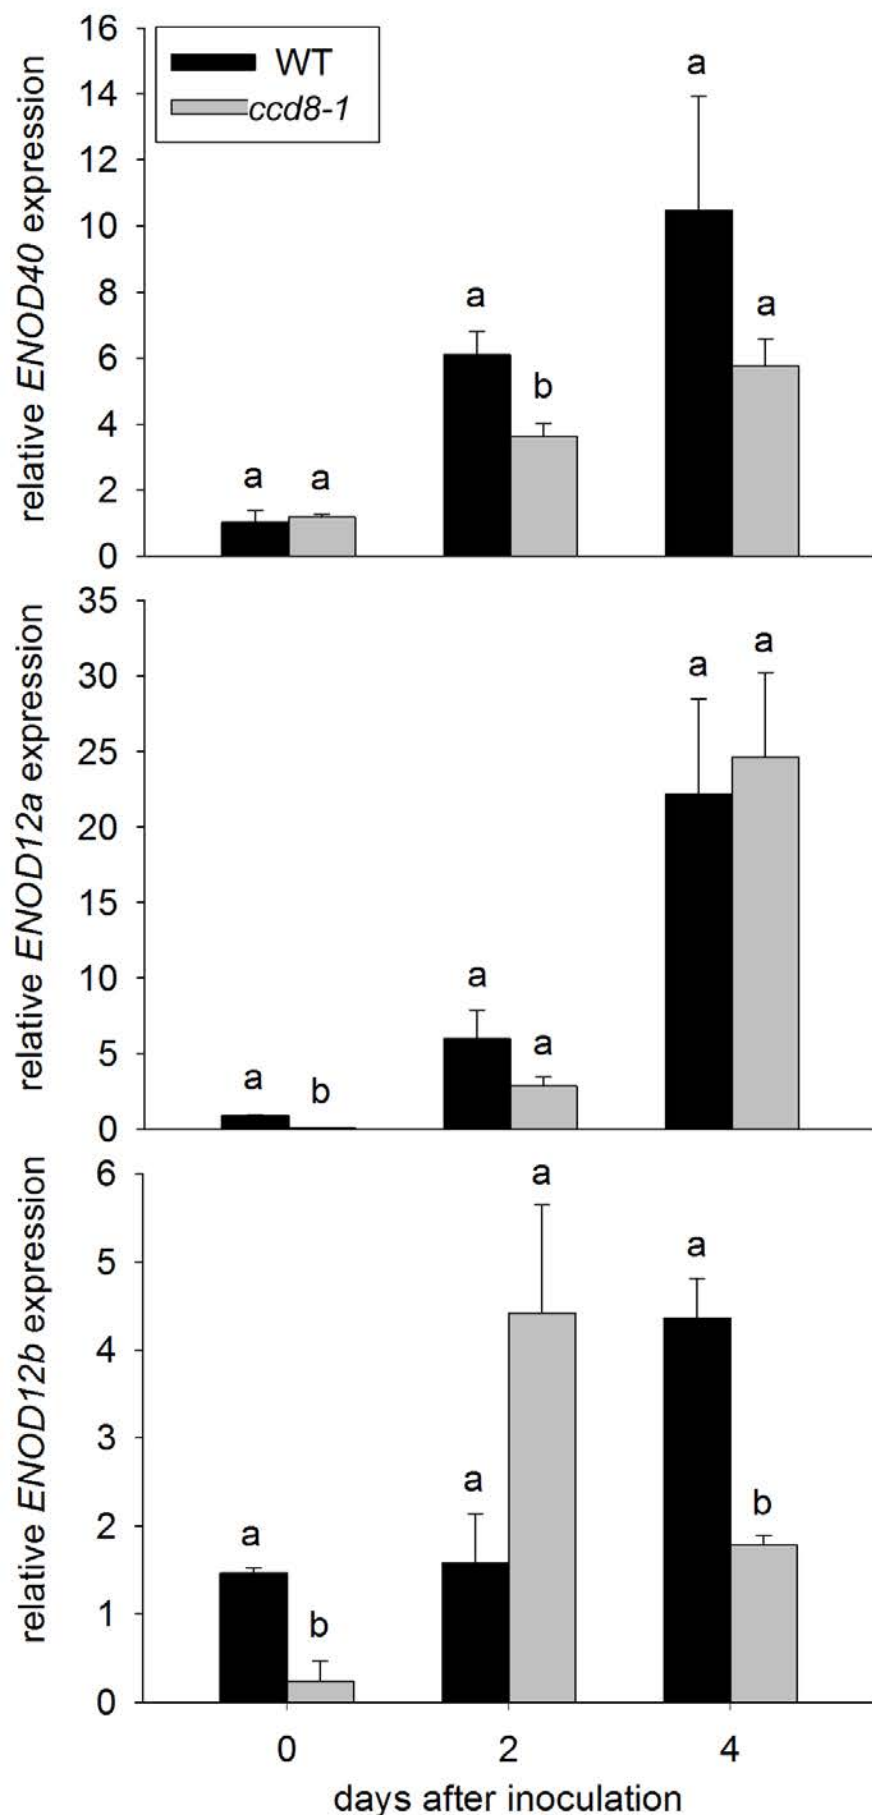 relative ENOD40 expression
16
14
12
10
8
6
4
2
0
WT
ccd8-1
a a
a b
a a
relative ENOD12a expression
35
30
25
20
15
10
5
0
a b
a a
a a
relative ENOD12b expression
6
5
4
3
2
1
0
a b
a a
a b
0 2 4
days after inoculation